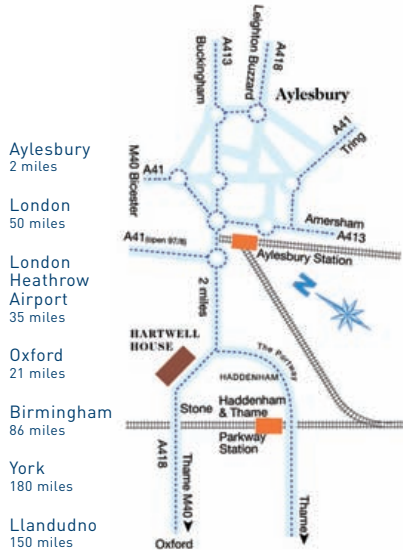 Aylesbury
2 miles
London
50 miles
London
Heathrow
Airport
35 miles
Oxford
21 miles
Birmingham
86 miles
York
180 miles
Llandudno
150 miles
A413
Buckingham
Leighton Buzzard
A418
Aylesbury
A41
Tring
A41
M40 Bicester
Amersham
A413
A41 (open 97/8)
Aylesbury Station
2 miles
N
HARTWELL
HOUSE
The Portway
HADDENHAM
Stone
Haddenham
& Thame
Parkway
Station
A418
Thame M40
Thame
Oxford